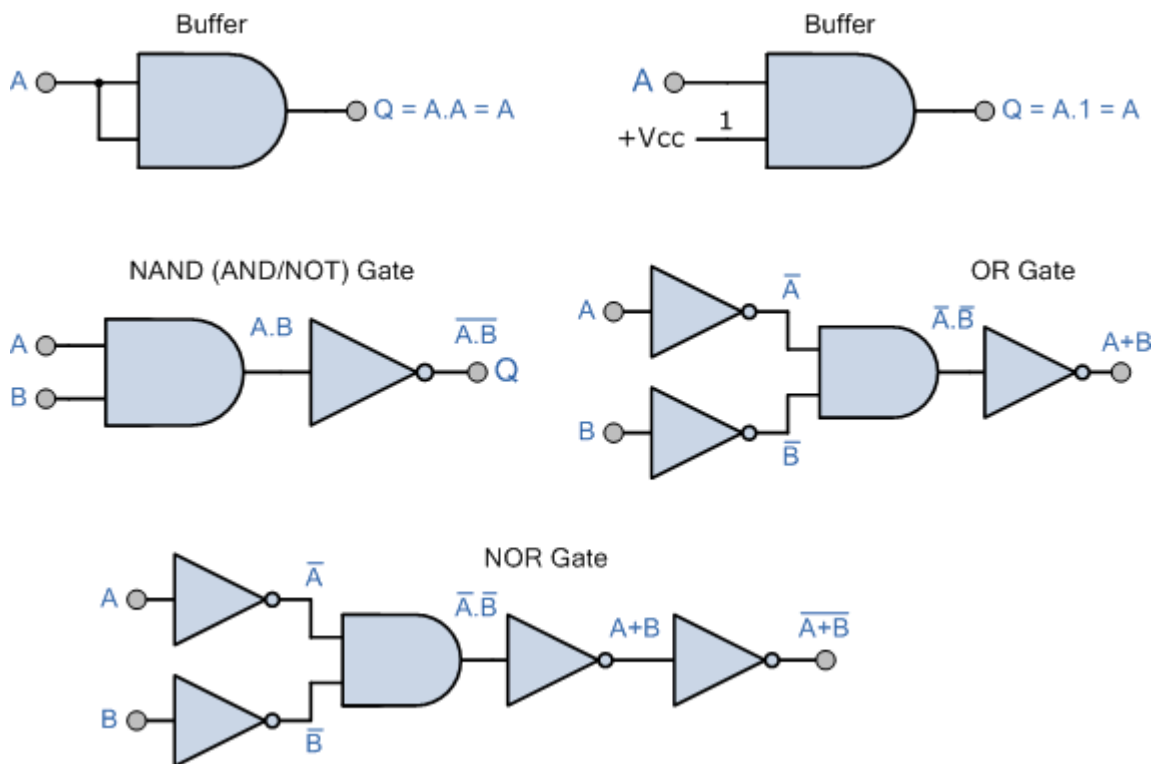 Buffer
A
Q = A.A = A
Buffer
A
+Vcc
1
Q = A.1 = A
NAND (AND/NOT) Gate
A
B
A.B
A̅.̅B̅
Q
OR Gate
A
B
A̅
B̅
A̅.B̅
A+B
NOR Gate
A
B
A̅
B̅
A̅.B̅
A+B
A̅+̅B̅